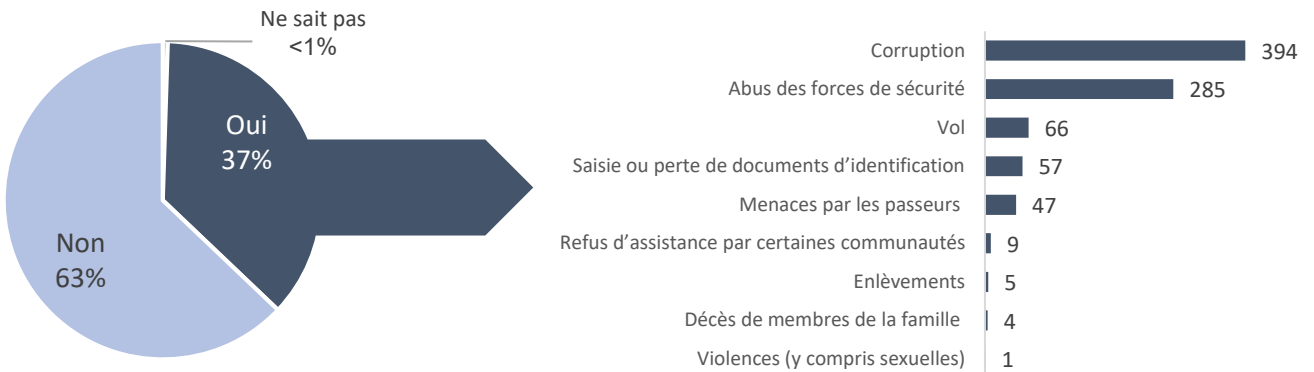 Ne sait pas
<1%
Oui
37%
Non
63%
Corruption 394
Abus des forces de sécurité 285
Vol 66
Saisie ou perte de documents d’identification 57
Menaces par les passeurs 47
Refus d’assistance par certaines communautés 9
Enlèvements 5
Décès de membres de la famille 4
Violences (y compris sexuelles) 1